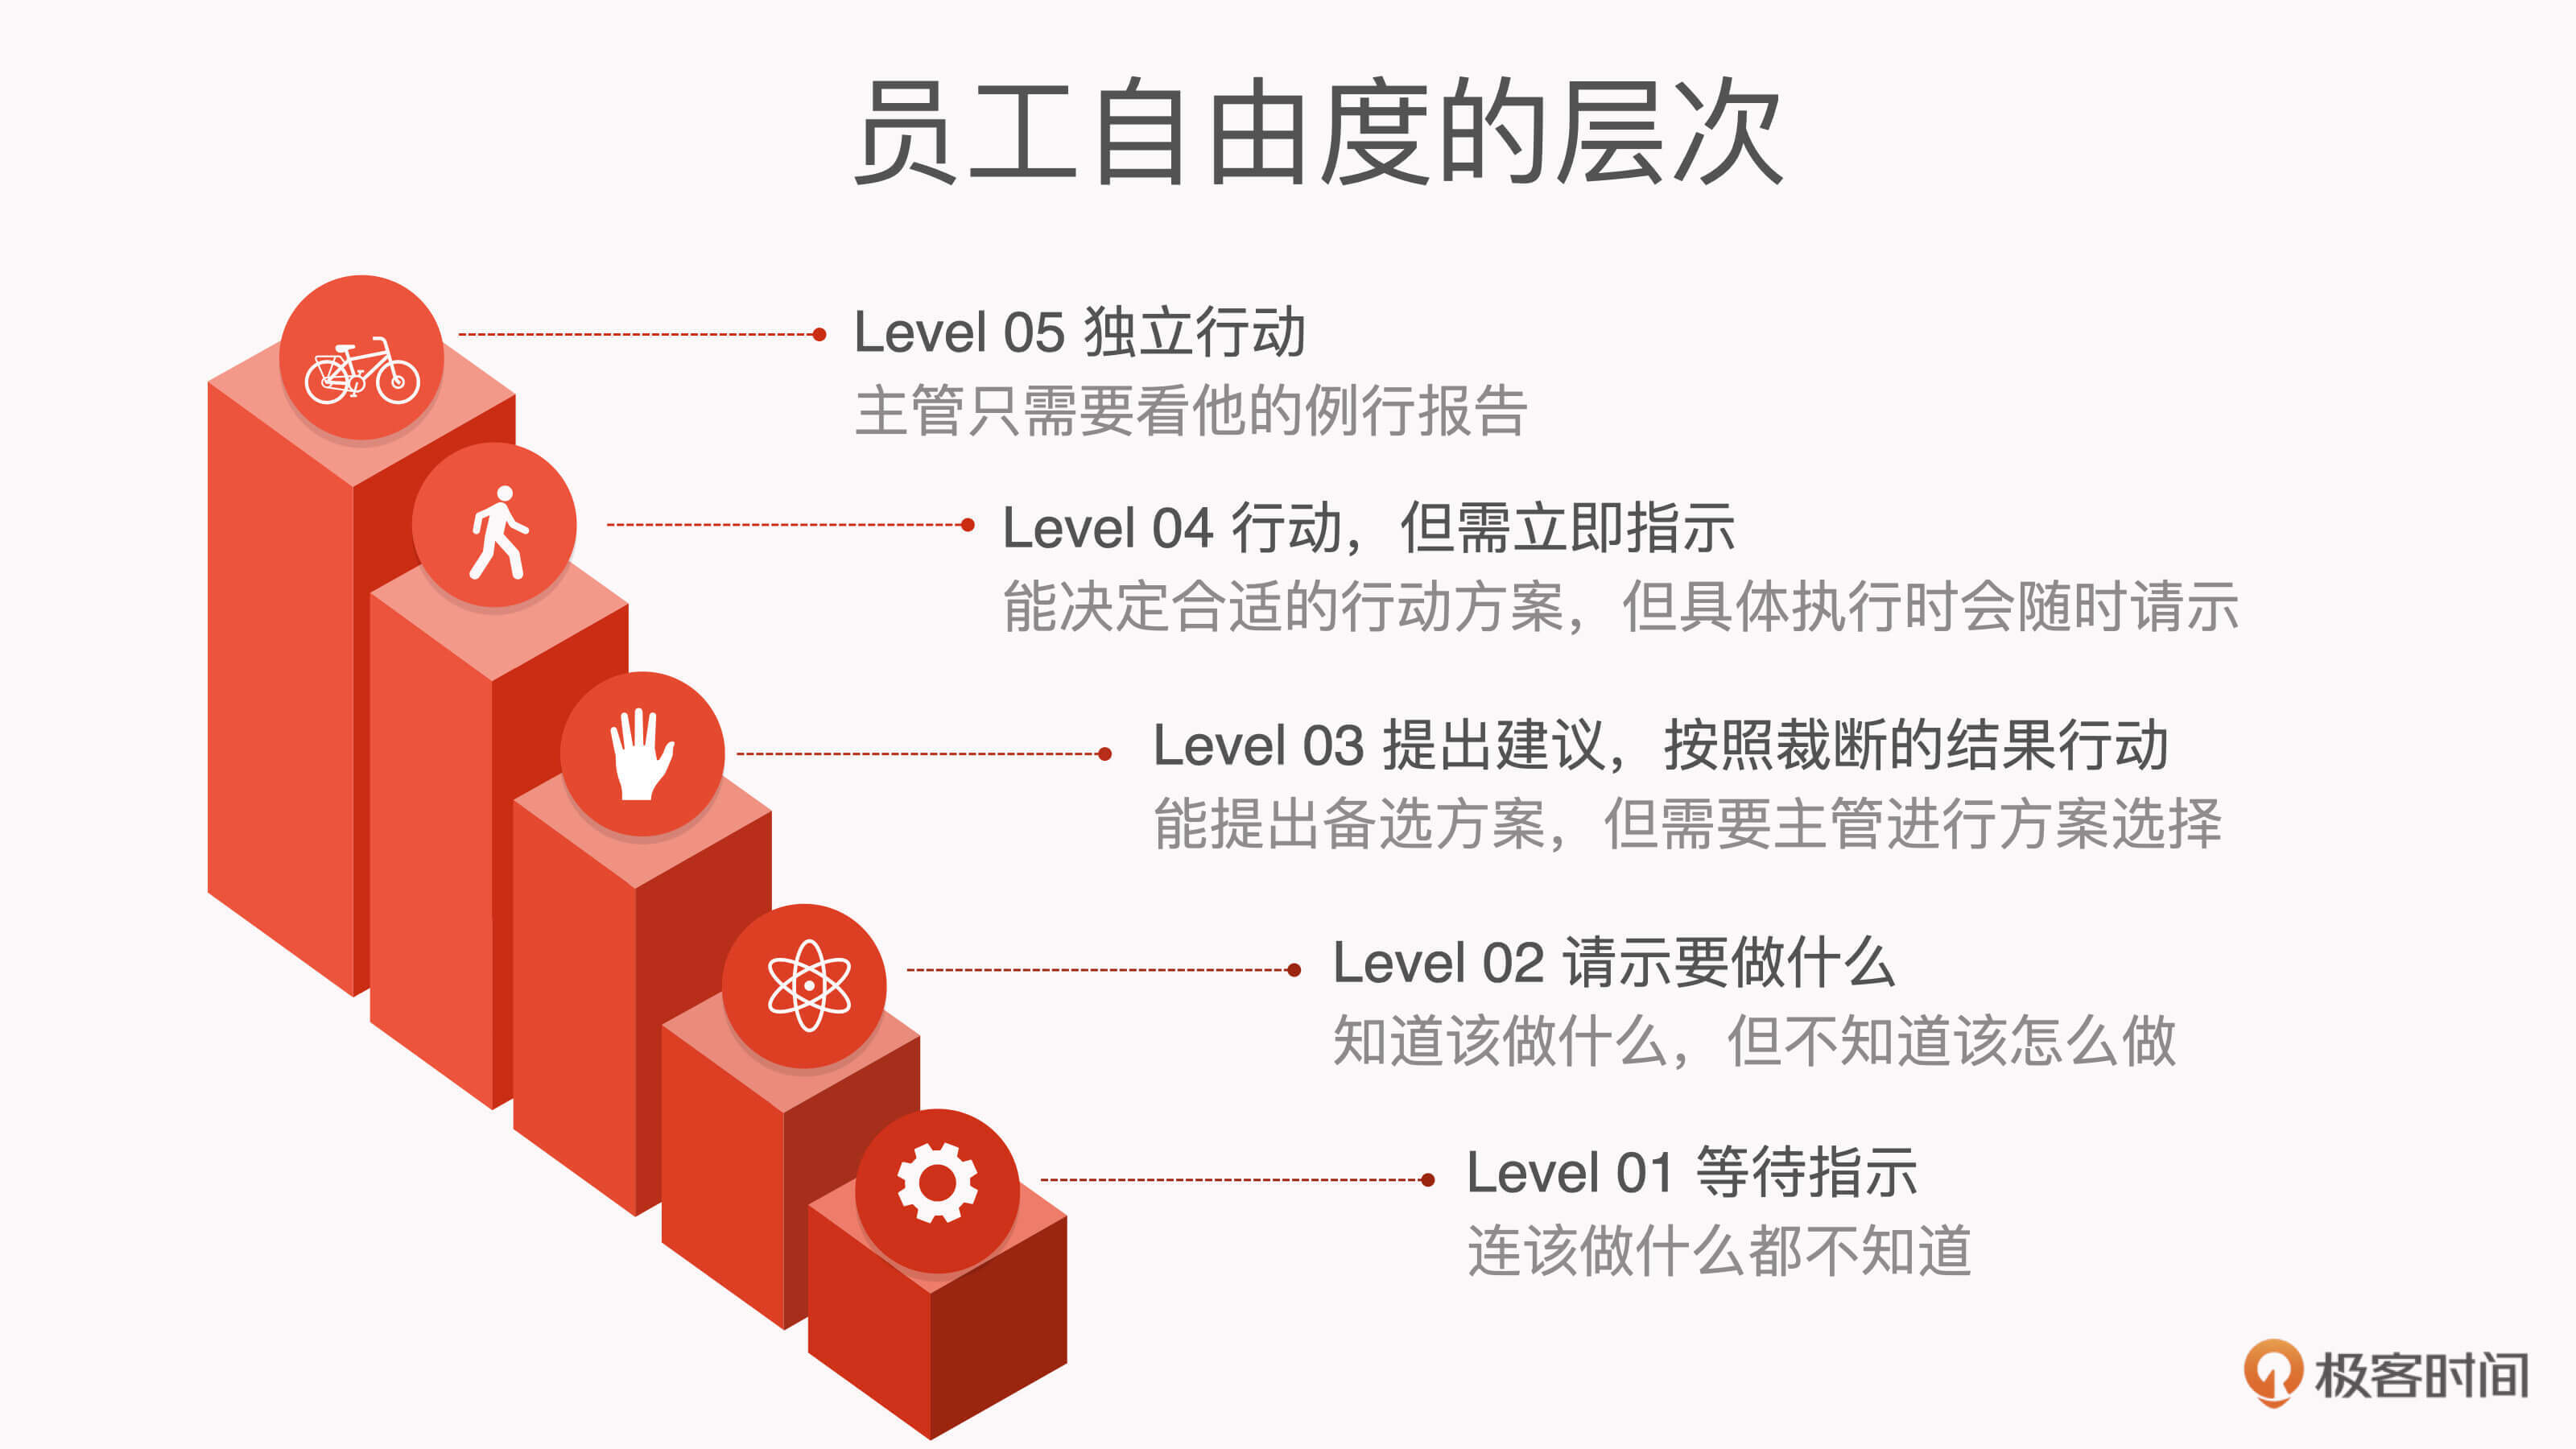 员工自由度的层次
Level 05 独立行动
主管只需要看他的例行报告
Level 04 行动，但需立即指示
能决定合适的行动方案，但具体执行时会随时请示
Level 03 提出建议，按照裁断的结果行动
能提出备选方案，但需要主管进行方案选择
Level 02 请示要做什么
知道该做什么，但不知道该怎么做
Level 01 等待指示
连该做什么都不知道
极客时间